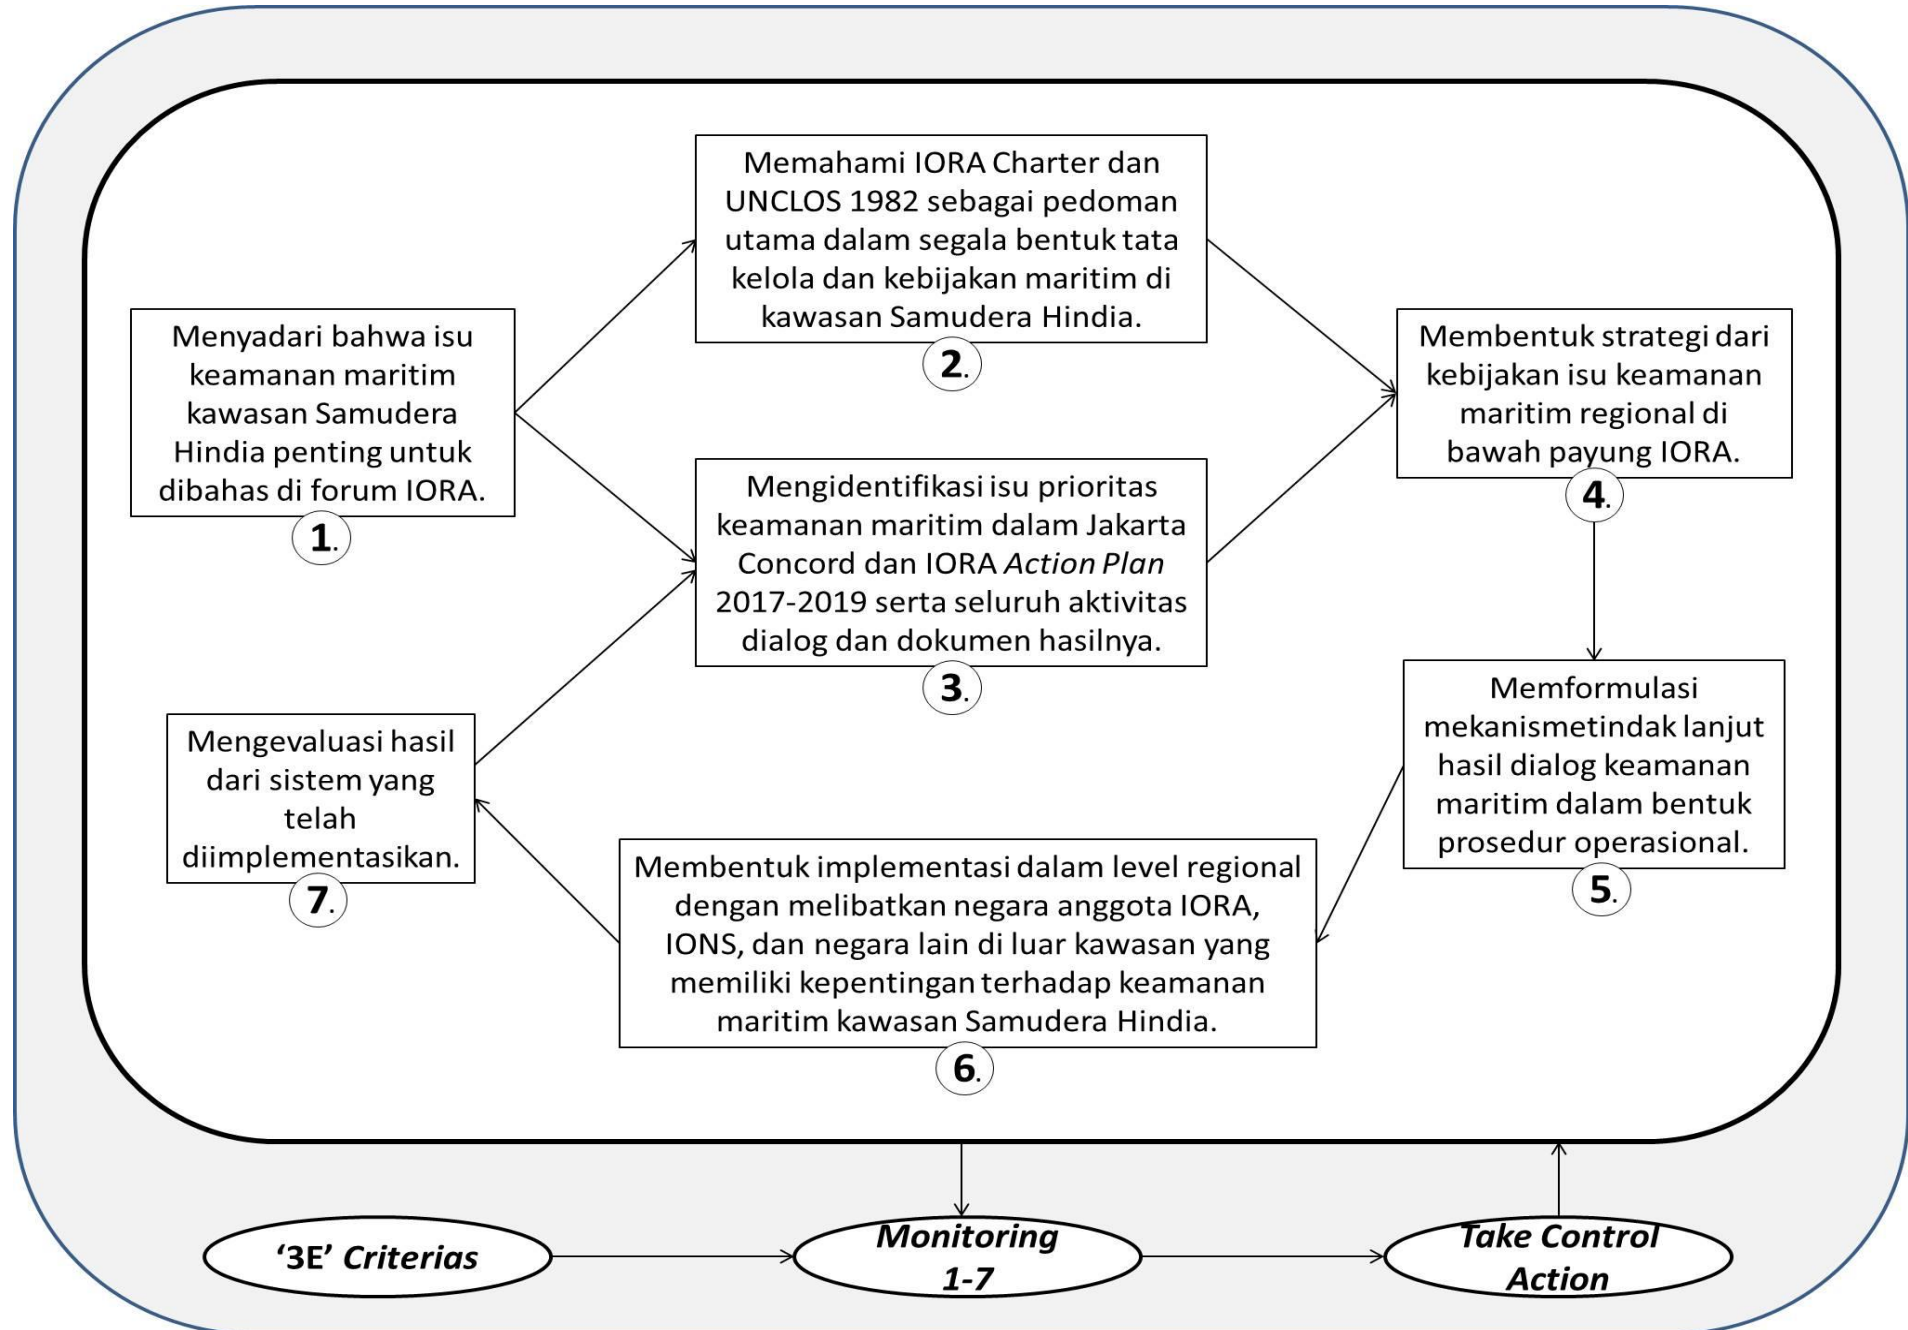 Menyadari bahwa isu
keamanan maritim
kawasan Samudera
Hindia penting untuk
dibahas di forum IORA.
1.
Memahami IORA Charter dan
UNCLOS 1982 sebagai pedoman
utama dalam segala bentuk tata
kelola dan kebijakan maritim di
kawasan Samudera Hindia.
2.
Mengidentifikasi isu prioritas
keamanan maritim dalam Jakarta
Concord dan IORA Action Plan
2017-2019 serta seluruh aktivitas
dialog dan dokumen hasilnya.
3.
Membentuk strategi dari
kebijakan isu keamanan
maritim regional di
bawah payung IORA.
4.
Memformulasi
mekanismetindak lanjut
hasil dialog keamanan
maritim dalam bentuk
prosedur operasional.
5.
Membentuk implementasi dalam level regional
dengan melibatkan negara anggota IORA,
IONS, dan negara lain di luar kawasan yang
memiliki kepentingan terhadap keamanan
maritim kawasan Samudera Hindia.
6.
Mengevaluasi hasil
dari sistem yang
telah
diimplementasikan.
7.
‘3E’ Criterias
Monitoring
1-7
Take Control
Action